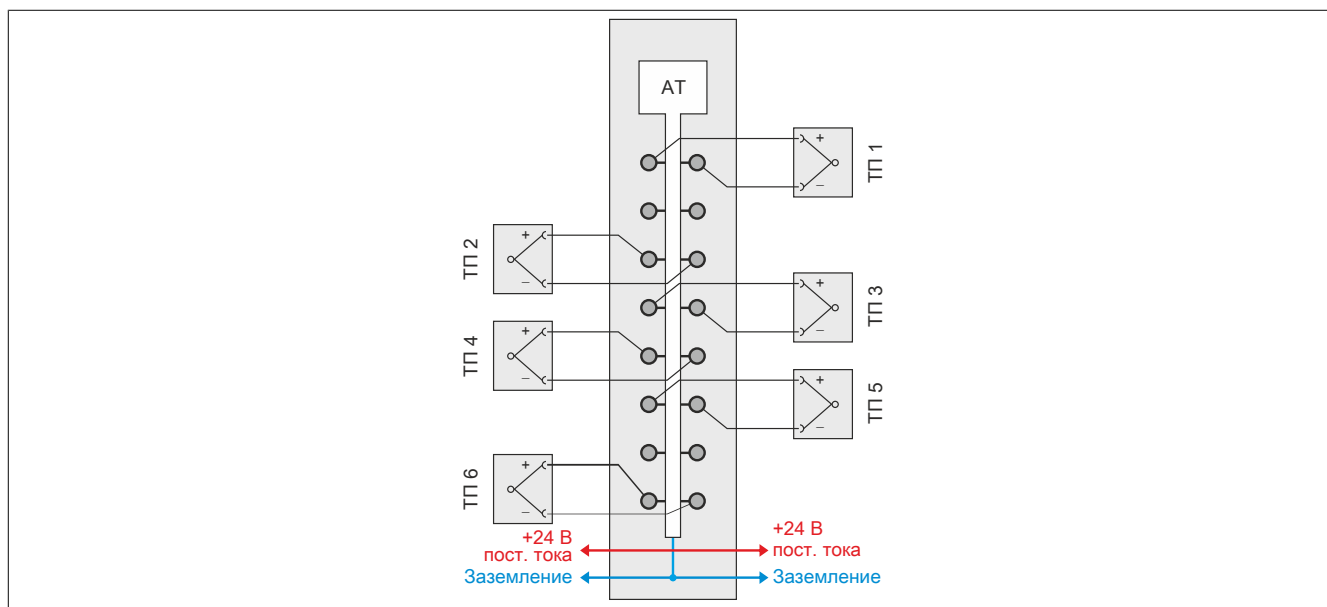 AT
+
−
ТП 1
+
−
ТП 2
+
−
ТП 3
+
−
ТП 4
+
−
ТП 5
+
−
ТП 6
+24 В
пост. тока
+24 В
пост. тока
Заземление
Заземление